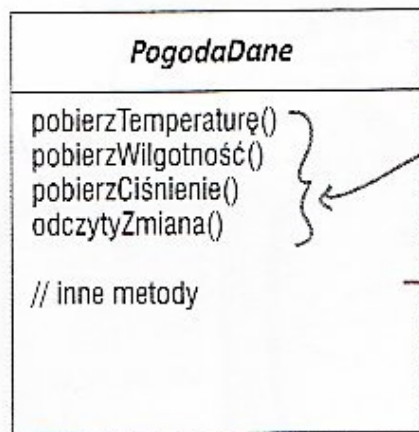 PogodaDane
pobierzTemperaturę()
pobierzWilgotność()
pobierzCiśnienie()
odczytyZmiana()
// inne metody